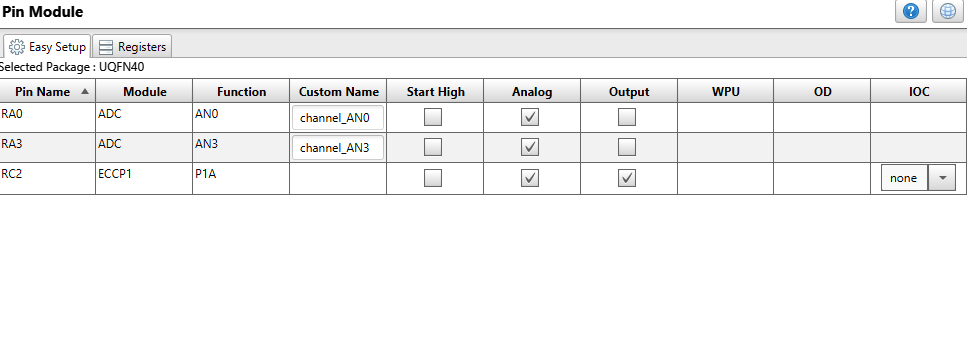 Pin Module
?
Easy Setup Registers
Selected Package : UQFN40
Pin Name Module Function Custom Name Start High Analog Output WPU OD IOC
RA0 ADC AN0 channel_AN0
RA3 ADC AN3 channel_AN3
RC2 ECCP1 P1A none